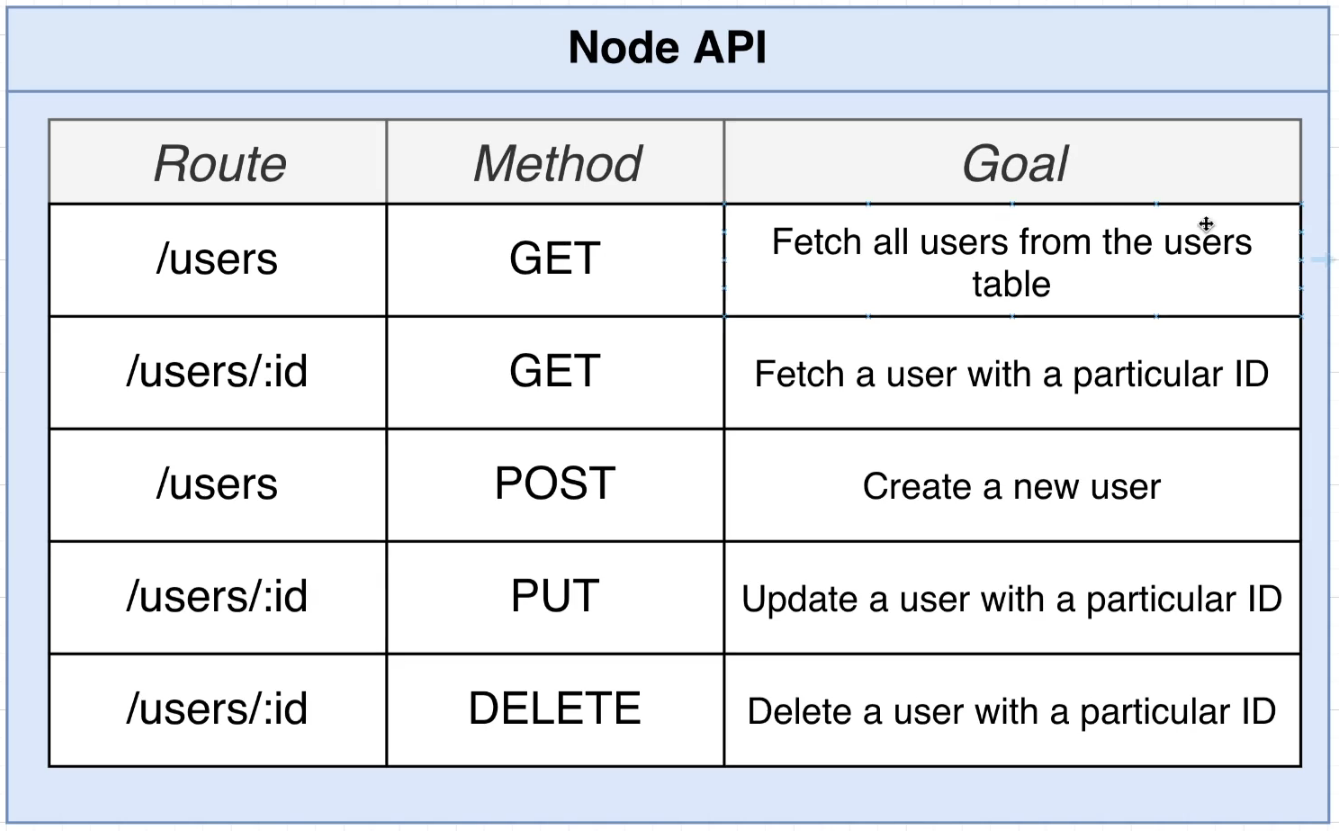 Node API
Route Method Goal
/users GET Fetch all users from the users
table
/users/:id GET Fetch a user with a particular ID
/users POST Create a new user
/users/:id PUT Update a user with a particular ID
/users/:id DELETE Delete a user with a particular ID